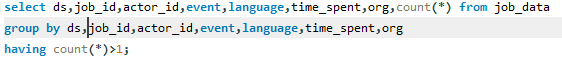 select ds,job_id,actor_id,event,language,time_spent,org,count(*) from job_data
group by ds,job_id,actor_id,event,language,time_spent,org
having count(*)>1;